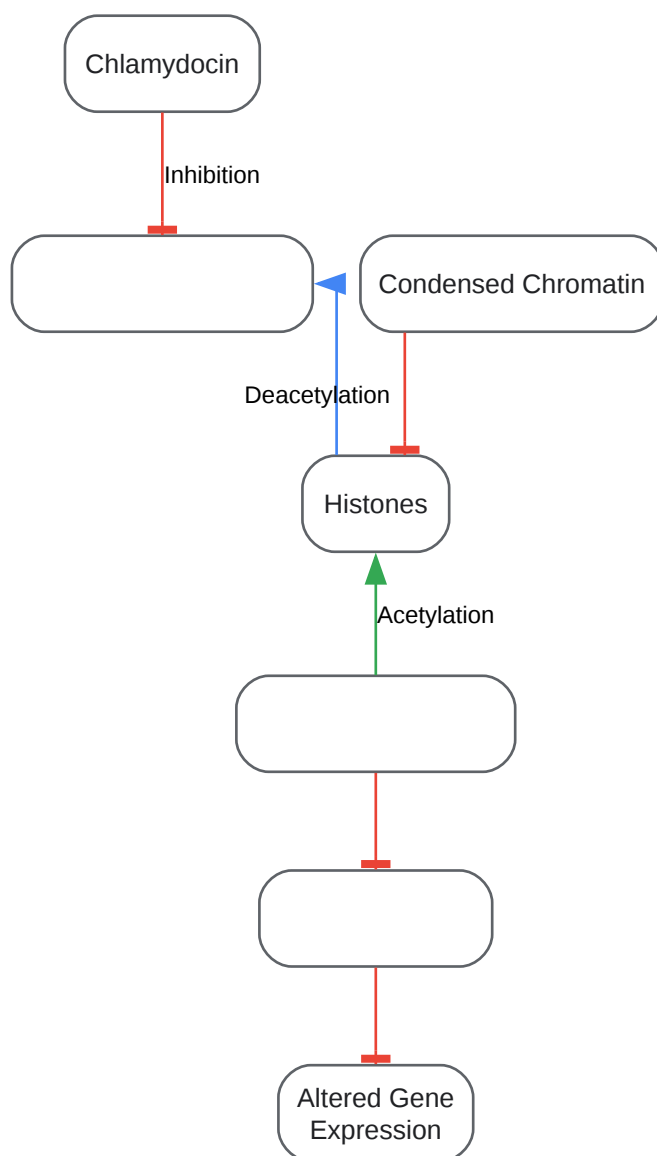 Chlamydocin
Inhibition
Condensed Chromatin
Deacetylation
Histones
Acetylation
Altered Gene
Expression